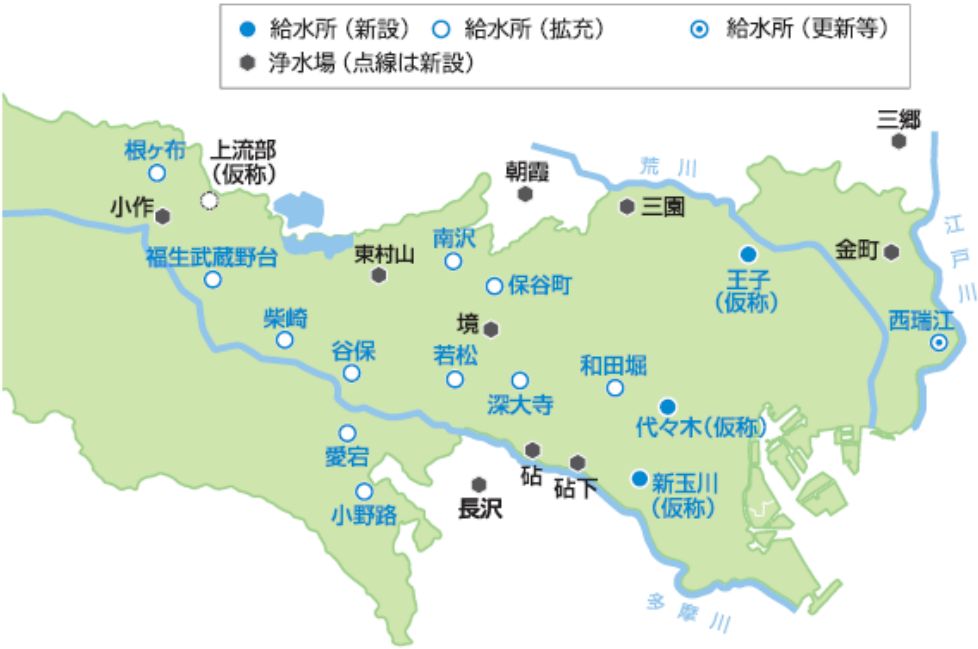 給水所（新設） 給水所（拡充） 給水所（更新等）
浄水場（点線は新設）
三郷
根ヶ布
上流部
（仮称）
朝霞
荒川
小作
三園
江戸川
金町
南沢
東村山
福生武蔵野台
保谷町
王子
（仮称）
西瑞江
柴崎
境
谷保
若松
和田堀
深大寺
代々木（仮称）
愛宕
砧
砧下
新玉川
（仮称）
長沢
小野路
多摩川